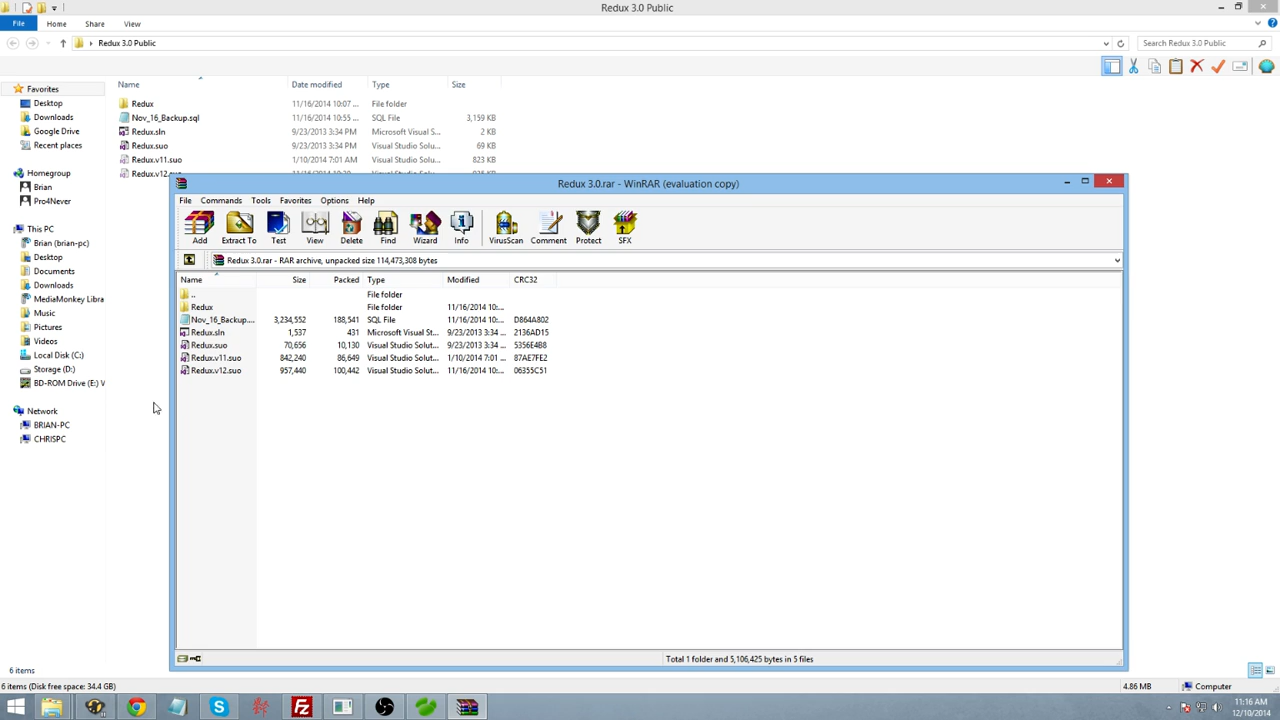 Redux 3.0 Public
File Home Share View
Redux 3.0 Public Search Redux 3.0 Public
Name Date modified Type Size
Favorites
Desktop
Downloads
Google Drive
Recent places
Homegroup
Brian
Pro4Never
This PC
Brian (brian-pc)
Desktop
Documents
Downloads
MediaMonkey Libra
Music
Pictures
Videos
Local Disk (C:)
Storage (D:)
BD-ROM Drive (E:) V
Network
BRIAN-PC
CHRISPC
Redux 11/16/2014 10:07 ... File folder
Nov_16_Backup.sql 11/16/2014 10:55 ... SQL File 3,159 KB
Redux.sln 9/23/2013 3:34 PM Microsoft Visual S... 2 KB
Redux.suo 9/23/2013 3:34 PM Visual Studio Solu... 69 KB
Redux.v11.suo 1/10/2014 7:01 AM Visual Studio Solu... 823 KB
Redux.v12.suo
Redux 3.0.rar - WinRAR (evaluation copy)
File Commands Tools Favorites Options Help
Add Extract To Test View Delete Find Wizard Info VirusScan Comment Protect SFX
Redux 3.0.rar - RAR archive, unpacked size 114,473,308 bytes
Name Size Packed Type Modified CRC32
.. File folder
Redux File folder 11/16/2014 10:...
Nov_16_Backup.... 3,234,552 188,541 SQL File 11/16/2014 10:... D864A802
Redux.sln 1,537 431 Microsoft Visual St... 9/23/2013 3:34 ... 2136AD15
Redux.suo 70,656 10,130 Visual Studio Solut... 9/23/2013 3:34 ... 5356E4B8
Redux.v11.suo 842,240 86,649 Visual Studio Solut... 1/10/2014 7:01 ... 87AE7FE2
Redux.v12.suo 957,440 100,442 Visual Studio Solut... 11/16/2014 10:... 06355C51
Total 1 folder and 5,106,425 bytes in 5 files
6 items
6 items (Disk free space: 34.4 GB) 4.86 MB Computer
11:16 AM
12/10/2014